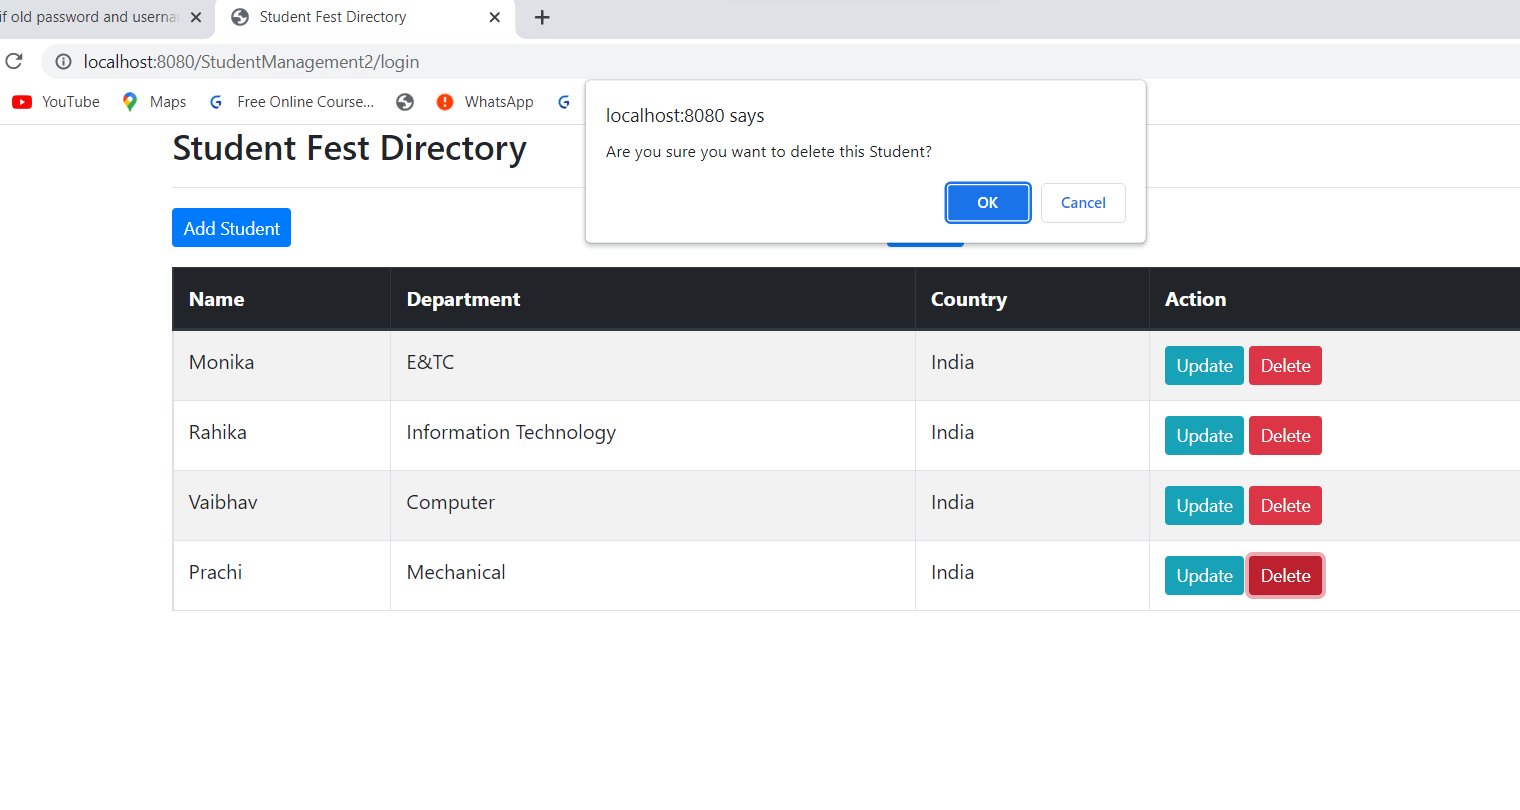 if old password and userna
Student Fest Directory
localhost:8080/StudentManagement2/login
YouTube Maps Free Online Course... WhatsApp
localhost:8080 says
Are you sure you want to delete this Student?
OK Cancel
Student Fest Directory
Add Student
Name Department Country Action
Monika E&TC India Update Delete
Rahika Information Technology India Update Delete
Vaibhav Computer India Update Delete
Prachi Mechanical India Update Delete